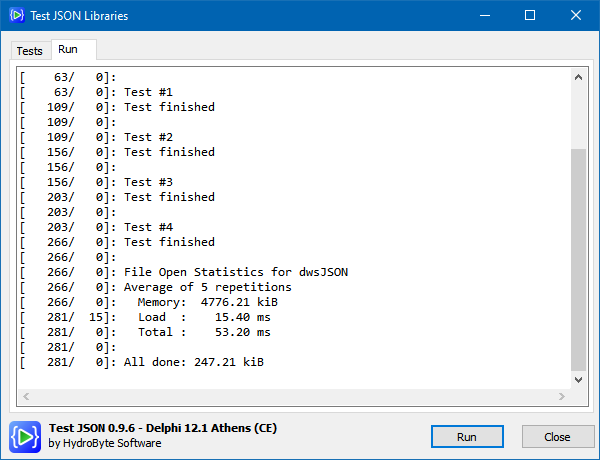 Test JSON Libraries
Tests Run
[    63/   0]:
[    63/   0]: Test #1
[   109/   0]: Test finished
[   109/   0]:
[   109/   0]: Test #2
[   156/   0]: Test finished
[   156/   0]:
[   156/   0]: Test #3
[   203/   0]: Test finished
[   203/   0]:
[   203/   0]: Test #4
[   266/   0]: Test finished
[   266/   0]:
[   266/   0]: File Open Statistics for dwsJSON
[   266/   0]: Average of 5 repetitions
[   266/   0]:   Memory:  4776.21 kiB
[   281/  15]:   Load  :    15.40 ms
[   281/   0]:   Total :    53.20 ms
[   281/   0]:
[   281/   0]: All done: 247.21 kiB
Test JSON 0.9.6 - Delphi 12.1 Athens (CE)
by HydroByte Software
Run Close